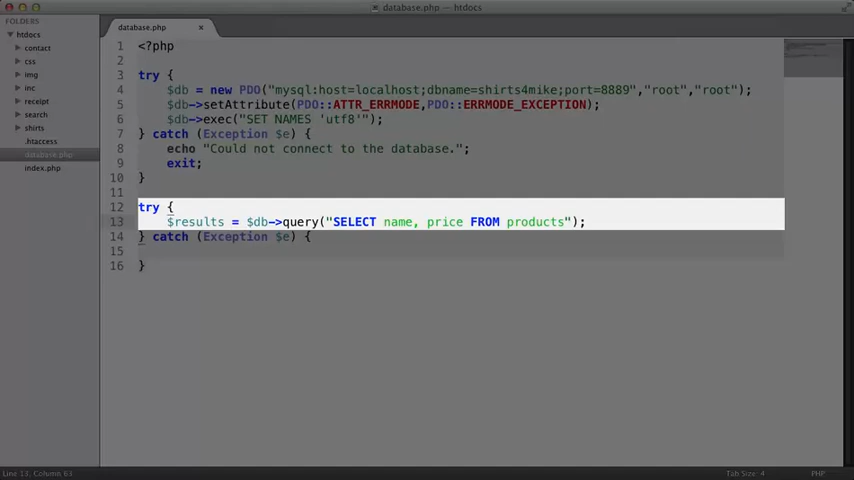 database.php — htdocs
FOLDERS
htdocs
contact
css
img
inc
receipt
search
shirts
.htaccess
database.php
index.php
database.php ×
1 <?php
2
3 try {
4 $db = new PDO("mysql:host=localhost;dbname=shirts4mike;port=8889","root","root");
5 $db->setAttribute(PDO::ATTR_ERRMODE,PDO::ERRMODE_EXCEPTION);
6 $db->exec("SET NAMES 'utf8'");
7 } catch (Exception $e) {
8 echo "Could not connect to the database.";
9 exit;
10 }
11
12 try {
13 $results = $db->query("SELECT name, price FROM products");
14 } catch (Exception $e) {
15
16 }
Line 13, Column 63
Tab Size: 4
PHP